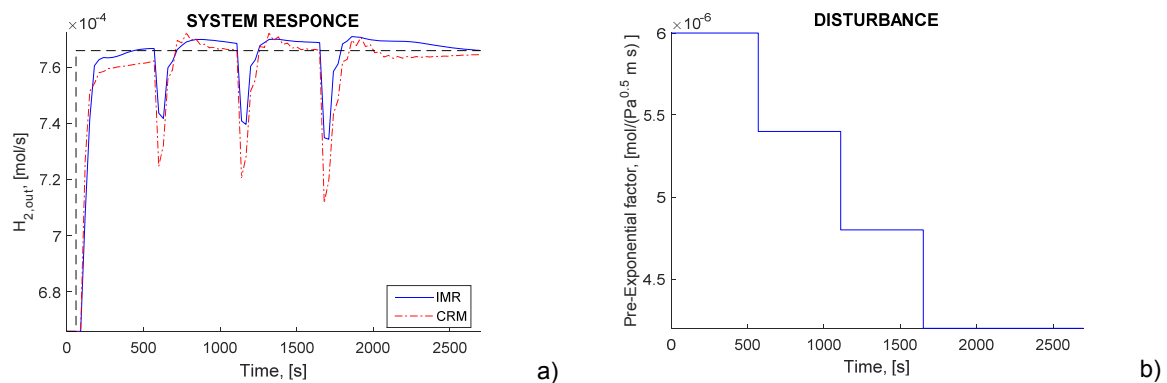 SYSTEM RESPONCE
×10⁻⁴
7.6
7.4
7.2
7
6.8
H2,out, [mol/s]
0 500 1000 1500 2000 2500
Time, [s]
IMR
CRM
a)
DISTURBANCE
×10⁻⁶
6
5.5
5
4.5
Pre-Exponential factor, [mol/(Pa^0.5 m s) ]
0 500 1000 1500 2000 2500
Time, [s]
b)